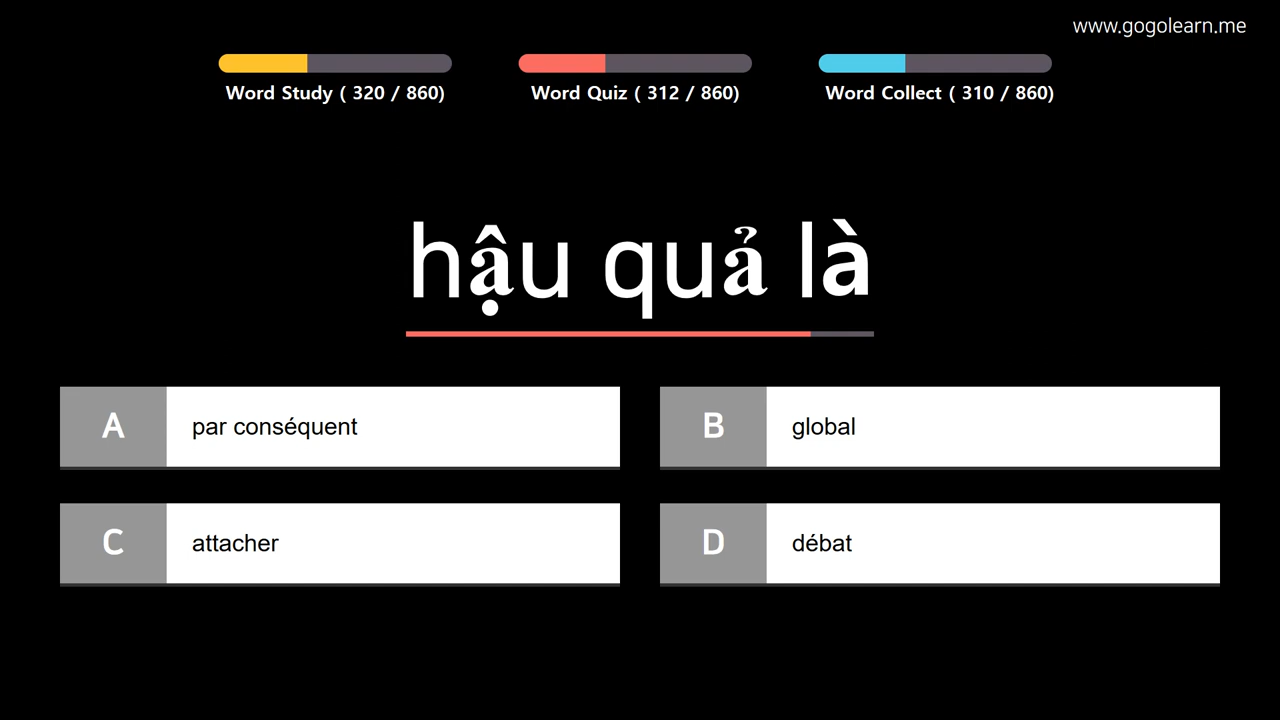 www.gogolearn.me
Word Study ( 320 / 860)
Word Quiz ( 312 / 860)
Word Collect ( 310 / 860)
hậu quả là
A par conséquent
B global
C attacher
D débat